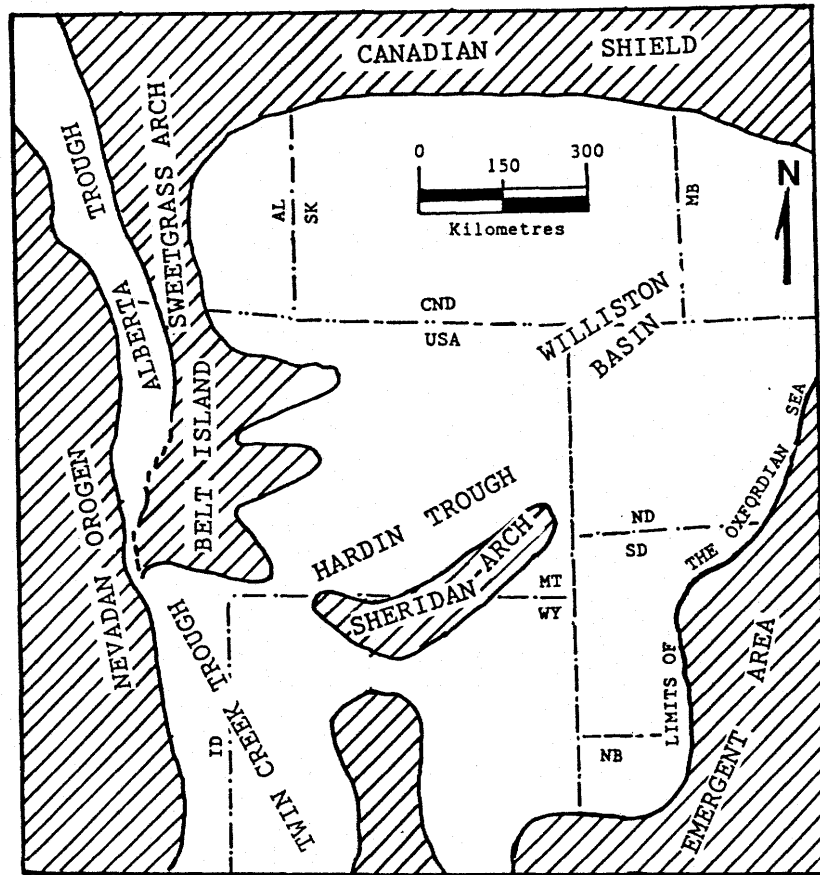 CANADIAN SHIELD
TROUGH
ALBERTA
SWEETGRASS ARCH
0 150 300
Kilometres
AL
SK
MB
N
CND
USA
WILLISTON
BASIN
BELT ISLAND
NEVADAN OROGEN
HARDIN TROUGH
SHERIDAN ARCH
MT
WY
ND
SD
LIMITS OF THE OXFORDIAN SEA
EMERGENT AREA
TWIN CREEK TROUGH
ID
NB